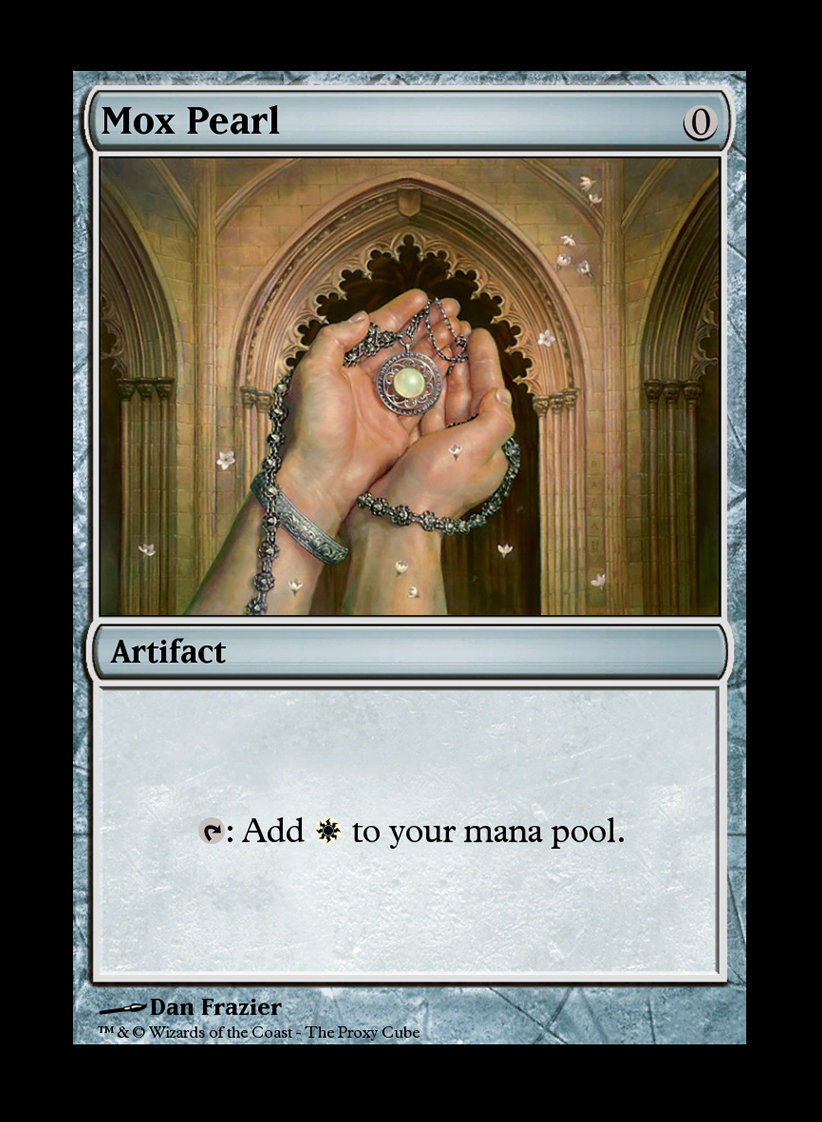 Mox Pearl 0
Artifact
: Add to your mana pool.
Dan Frazier
™ & © Wizards of the Coast - The Proxy Cube